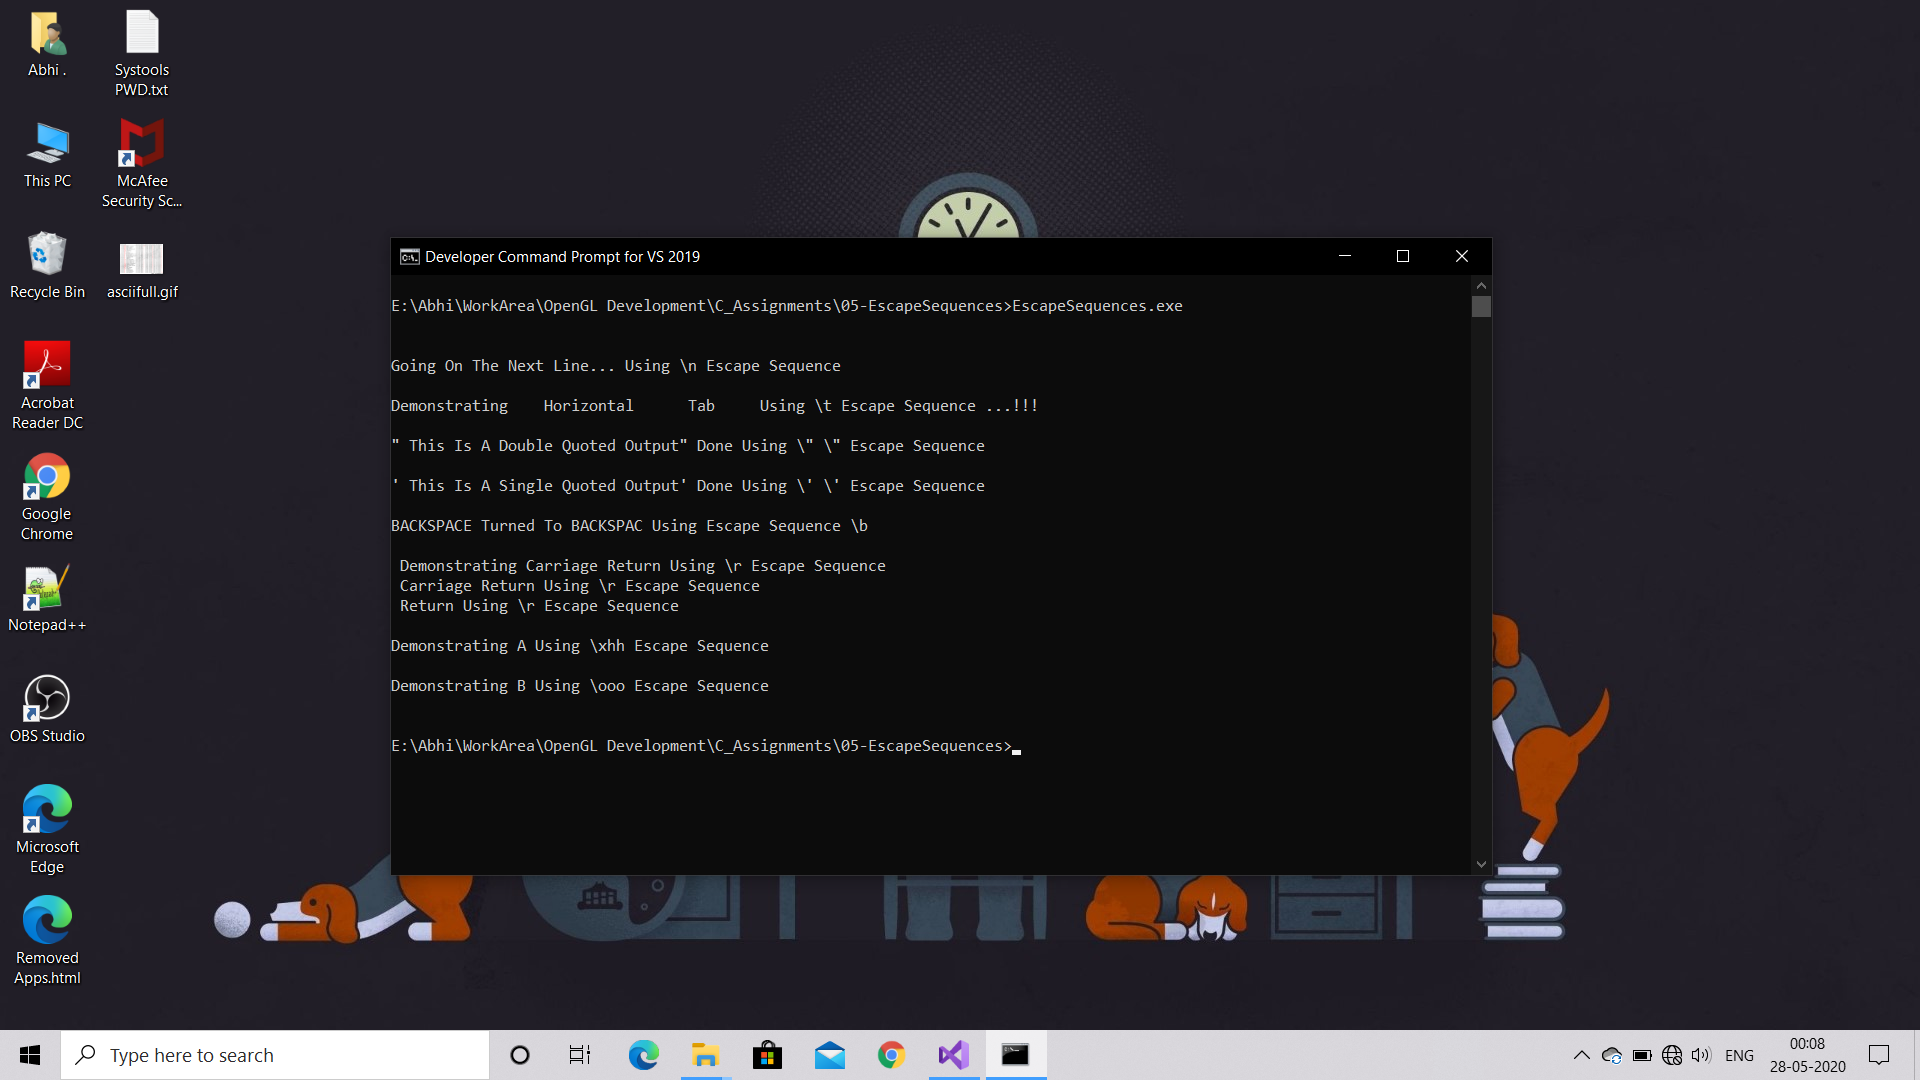 Abhi .
Systools
PWD.txt
This PC
McAfee
Security Sc...
Recycle Bin
asciifull.gif
Acrobat
Reader DC
Google
Chrome
Notepad++
OBS Studio
Microsoft
Edge
Removed
Apps.html
Developer Command Prompt for VS 2019
E:\Abhi\WorkArea\OpenGL Development\C_Assignments\05-EscapeSequences>EscapeSequences.exe
Going On The Next Line... Using \n Escape Sequence
Demonstrating    Horizontal      Tab     Using \t Escape Sequence ...!!!
" This Is A Double Quoted Output" Done Using \" \" Escape Sequence
' This Is A Single Quoted Output' Done Using \' \' Escape Sequence
BACKSPACE Turned To BACKSPAC Using Escape Sequence \b
Demonstrating Carriage Return Using \r Escape Sequence
Carriage Return Using \r Escape Sequence
Return Using \r Escape Sequence
Demonstrating A Using \xhh Escape Sequence
Demonstrating B Using \ooo Escape Sequence
E:\Abhi\WorkArea\OpenGL Development\C_Assignments\05-EscapeSequences>
Type here to search
ENG
00:08
28-05-2020